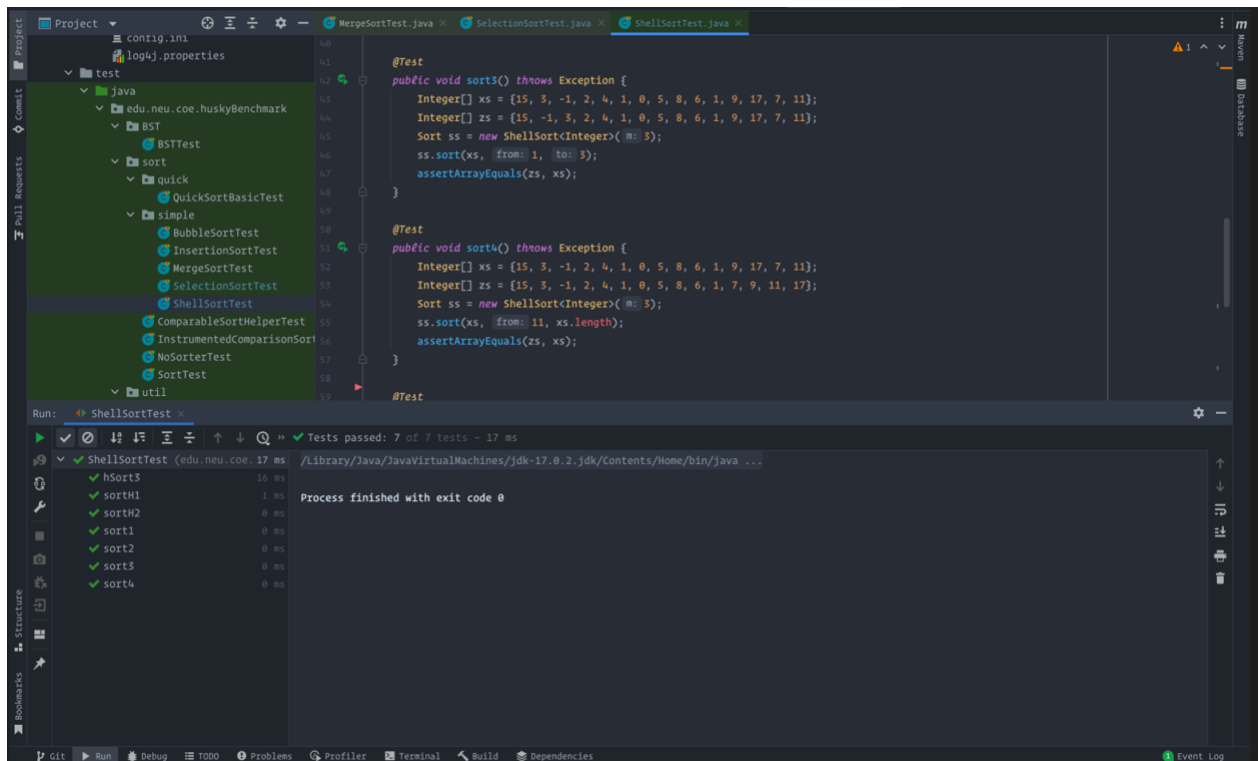 Project
MergeSortTest.java
SelectionSortTest.java
ShellSortTest.java
m
Project
Commit
Pull Requests
Structure
Bookmarks
Maven
Database
config.ini
log4j.properties
test
java
edu.neu.coe.huskyBenchmark
BST
BSTTest
sort
quick
QuickSortBasicTest
simple
BubbleSortTest
InsertionSortTest
MergeSortTest
SelectionSortTest
ShellSortTest
ComparableSortHelperTest
InstrumentedComparisonSort
NoSorterTest
SortTest
util
1
40
41 @Test
42 public void sort3() throws Exception {
43 Integer[] xs = {15, 3, -1, 2, 4, 1, 0, 5, 8, 6, 1, 9, 17, 7, 11};
44 Integer[] zs = {15, -1, 3, 2, 4, 1, 0, 5, 8, 6, 1, 9, 17, 7, 11};
45 Sort ss = new ShellSort<Integer>( m: 3);
46 ss.sort(xs, from: 1, to: 3);
47 assertArrayEquals(zs, xs);
48 }
49
50 @Test
51 public void sort4() throws Exception {
52 Integer[] xs = {15, 3, -1, 2, 4, 1, 0, 5, 8, 6, 1, 9, 17, 7, 11};
53 Integer[] zs = {15, 3, -1, 2, 4, 1, 0, 5, 8, 6, 1, 7, 9, 11, 17};
54 Sort ss = new ShellSort<Integer>( m: 3);
55 ss.sort(xs, from: 11, xs.length);
56 assertArrayEquals(zs, xs);
57 }
58
59 @Test
Run: ShellSortTest
Tests passed: 7 of 7 tests – 17 ms
ShellSortTest (edu.neu.coe. 17 ms
hSort3 16 ms
sortH1 1 ms
sortH2 0 ms
sort1 0 ms
sort2 0 ms
sort3 0 ms
sort4 0 ms
/Library/Java/JavaVirtualMachines/jdk-17.0.2.jdk/Contents/Home/bin/java ...
Process finished with exit code 0
Git Run Debug TODO Problems Profiler Terminal Build Dependencies 1 Event Log